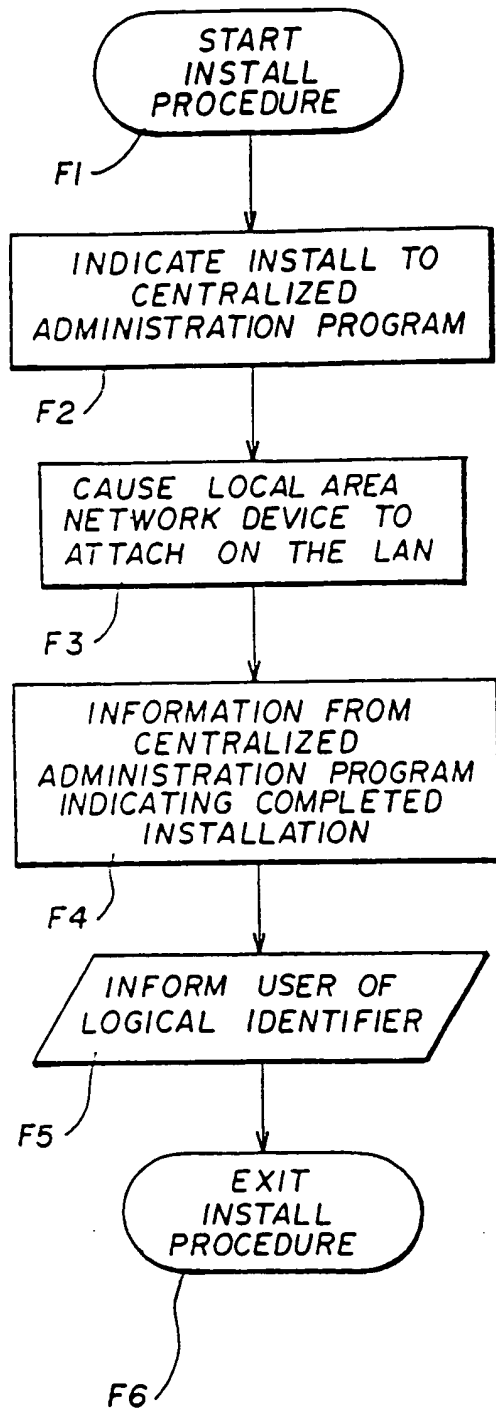 START
INSTALL
PROCEDURE
F1
INDICATE INSTALL TO
CENTRALIZED
ADMINISTRATION PROGRAM
F2
CAUSE LOCAL AREA
NETWORK DEVICE TO
ATTACH ON THE LAN
F3
INFORMATION FROM
CENTRALIZED
ADMINISTRATION PROGRAM
INDICATING COMPLETED
INSTALLATION
F4
INFORM USER OF
LOGICAL IDENTIFIER
F5
EXIT
INSTALL
PROCEDURE
F6